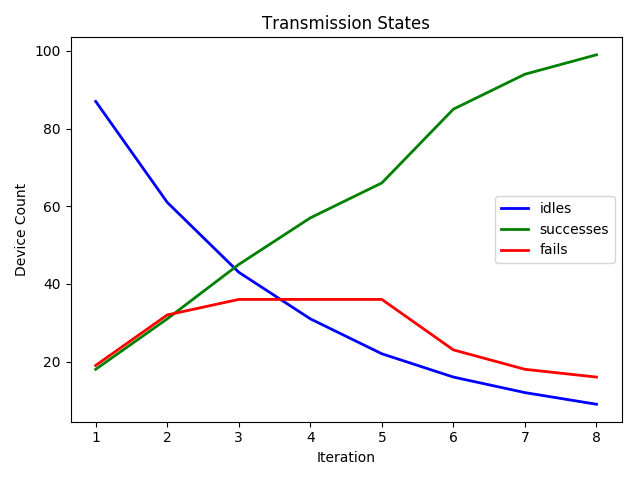 Transmission States
Device Count
100
80
60
40
20
idles
successes
fails
1 2 3 4 5 6 7 8
Iteration